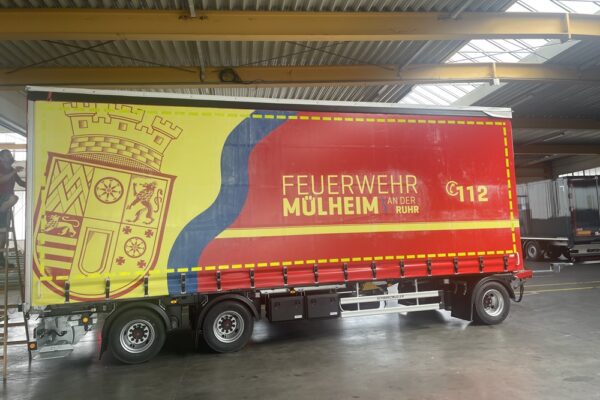 FEUERWEHR
MÜLHEIM AN DER
RUHR
112